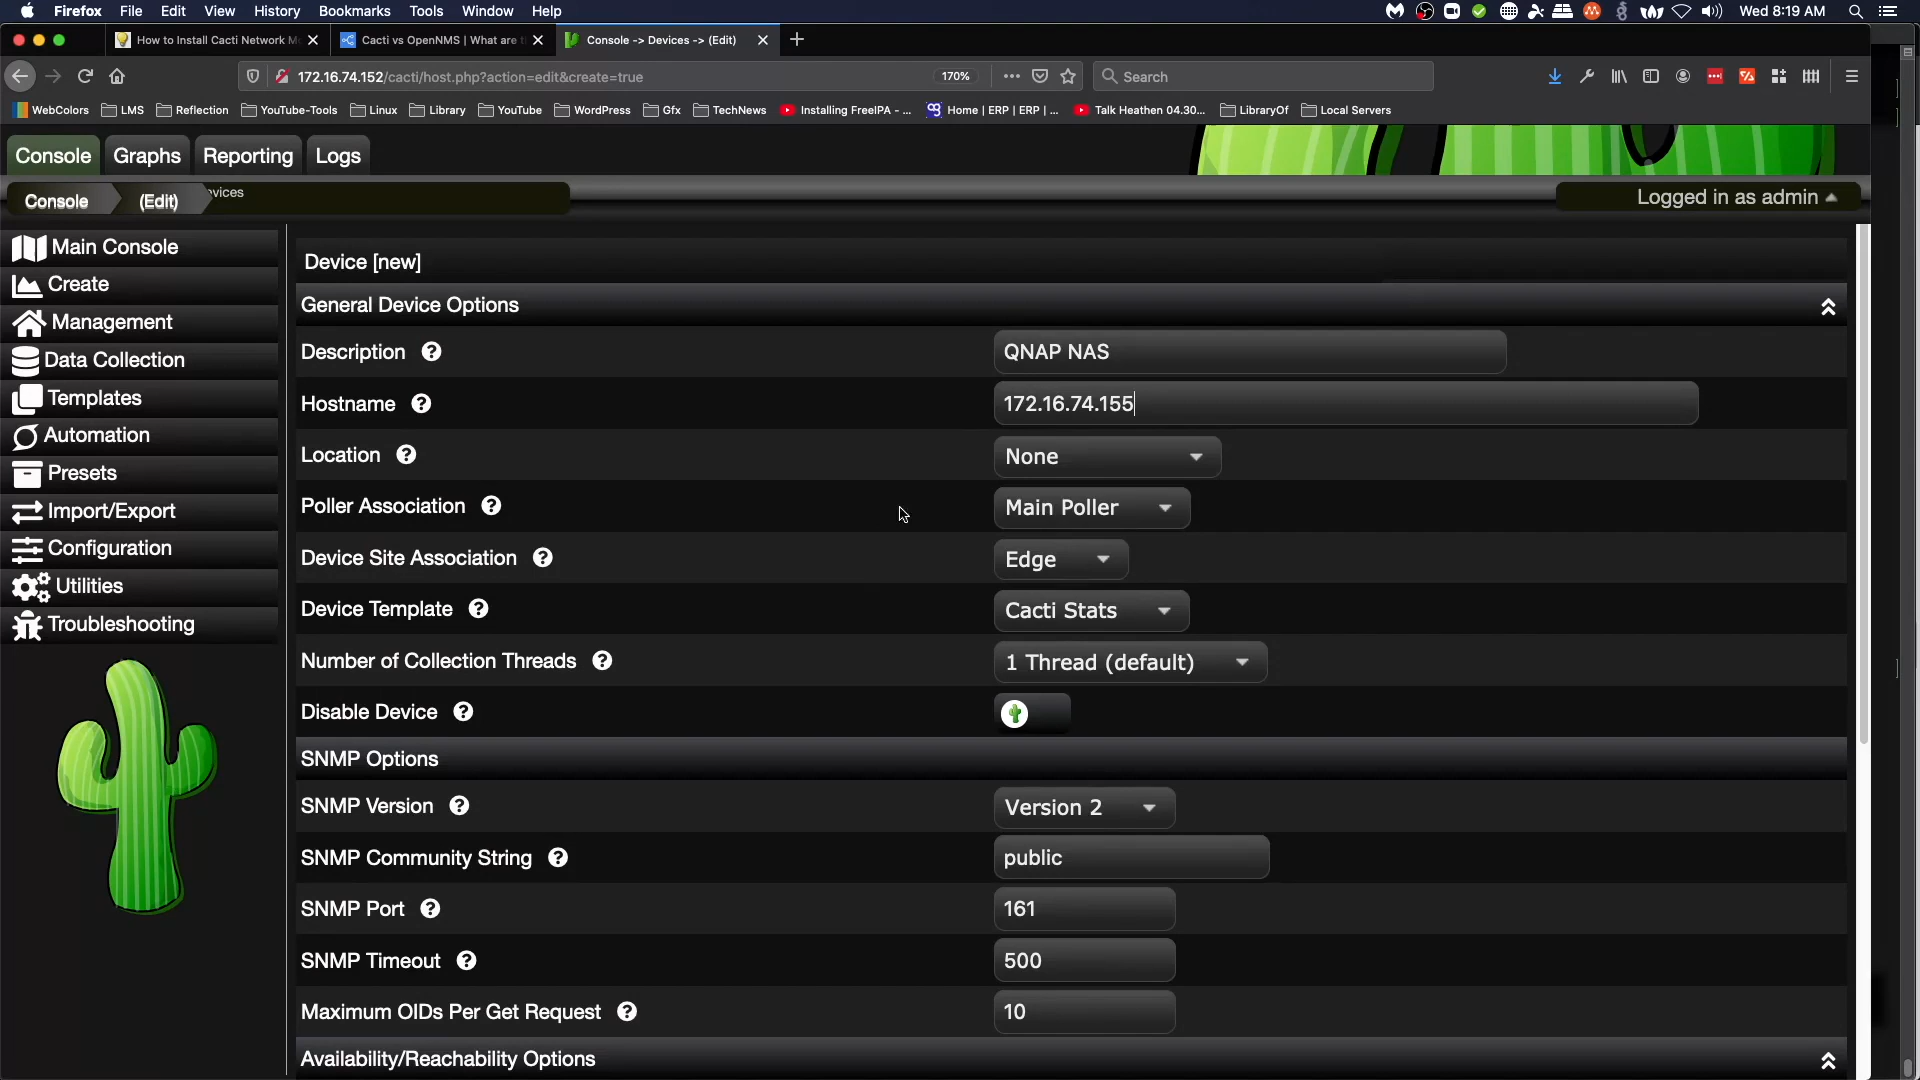 Firefox File Edit View History Bookmarks Tools Window Help Wed 8:19 AM
How to Install Cacti Network Mo Cacti vs OpenNMS | What are t Console -> Devices -> (Edit)
172.16.74.152/cacti/host.php?action=edit&create=true 170% Search
WebColors LMS Reflection YouTube-Tools Linux Library YouTube WordPress Gfx TechNews Installing FreeIPA - ... Home | ERP | ERP | ... Talk Heathen 04.30... LibraryOf Local Servers
Console Graphs Reporting Logs
Console (Edit) vices Logged in as admin
Main Console
Create
Management
Data Collection
Templates
Automation
Presets
Import/Export
Configuration
Utilities
Troubleshooting
Device [new]
General Device Options
Description QNAP NAS
Hostname 172.16.74.155
Location None
Poller Association Main Poller
Device Site Association Edge
Device Template Cacti Stats
Number of Collection Threads 1 Thread (default)
Disable Device
SNMP Options
SNMP Version Version 2
SNMP Community String public
SNMP Port 161
SNMP Timeout 500
Maximum OIDs Per Get Request 10
Availability/Reachability Options